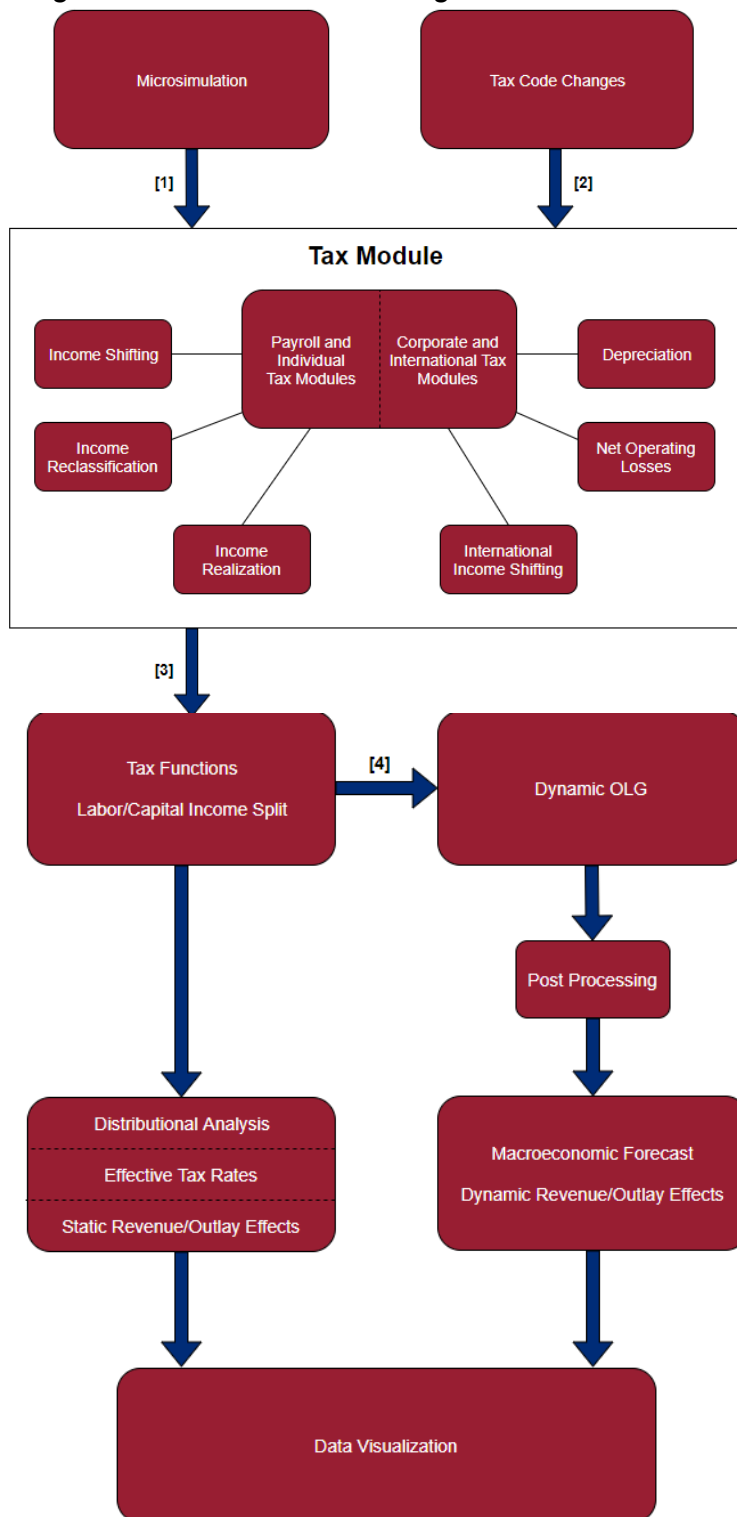 Microsimulation
Tax Code Changes
[1]
[2]
Tax Module
Payroll and
Individual
Tax Modules
Corporate and
International Tax
Modules
Income Shifting
Depreciation
Income
Reclassification
Net Operating
Losses
Income
Realization
International
Income Shifting
[3]
Tax Functions
Labor/Capital Income Split
[4]
Dynamic OLG
Post Processing
Distributional Analysis
Effective Tax Rates
Static Revenue/Outlay Effects
Macroeconomic Forecast
Dynamic Revenue/Outlay Effects
Data Visualization